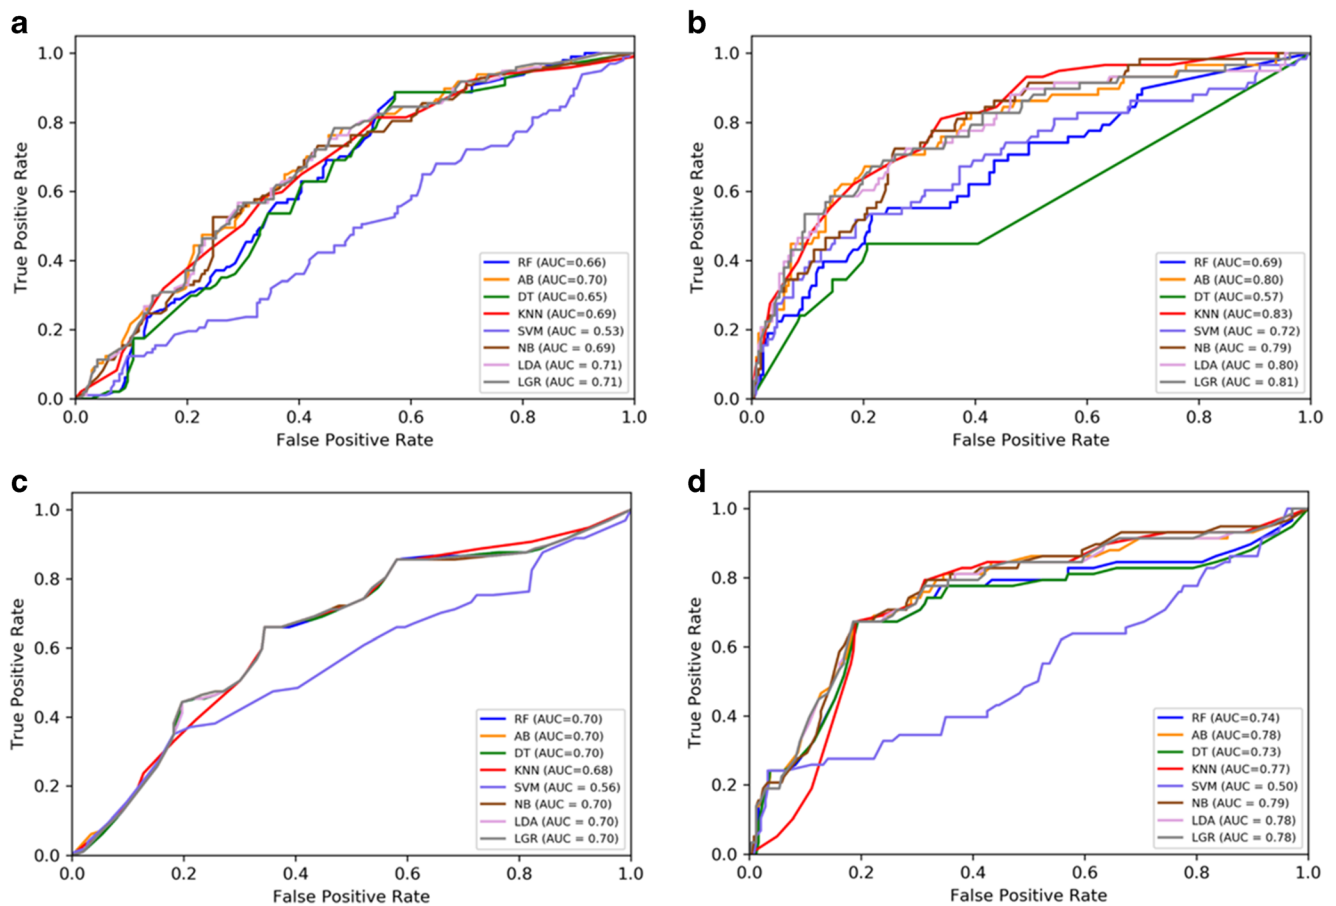 a
True Positive Rate
1.0
0.8
0.6
0.4
0.2
0.0
RF (AUC=0.66)
AB (AUC=0.70)
DT (AUC=0.65)
KNN (AUC=0.69)
SVM (AUC = 0.53)
NB (AUC = 0.69)
LDA (AUC = 0.71)
LGR (AUC = 0.71)
0.0 0.2 0.4 0.6 0.8 1.0
False Positive Rate
b
True Positive Rate
1.0
0.8
0.6
0.4
0.2
0.0
RF (AUC=0.69)
AB (AUC=0.80)
DT (AUC=0.57)
KNN (AUC=0.83)
SVM (AUC = 0.72)
NB (AUC = 0.79)
LDA (AUC = 0.80)
LGR (AUC = 0.81)
0.0 0.2 0.4 0.6 0.8 1.0
False Positive Rate
c
True Positive Rate
1.0
0.8
0.6
0.4
0.2
0.0
RF (AUC=0.70)
AB (AUC=0.70)
DT (AUC=0.70)
KNN (AUC=0.68)
SVM (AUC = 0.56)
NB (AUC = 0.70)
LDA (AUC = 0.70)
LGR (AUC = 0.70)
0.0 0.2 0.4 0.6 0.8 1.0
False Positive Rate
d
True Positive Rate
1.0
0.8
0.6
0.4
0.2
0.0
RF (AUC=0.74)
AB (AUC=0.78)
DT (AUC=0.73)
KNN (AUC=0.77)
SVM (AUC = 0.50)
NB (AUC = 0.79)
LDA (AUC = 0.78)
LGR (AUC = 0.78)
0.0 0.2 0.4 0.6 0.8 1.0
False Positive Rate